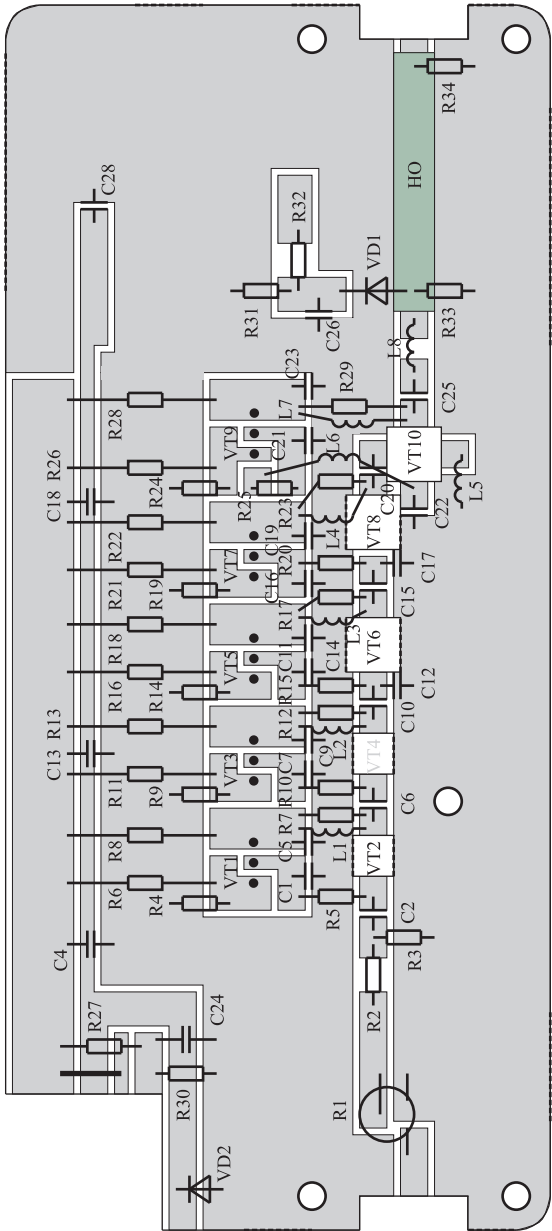 C28
R34
R32
HO
VD1
R31
R33
C26
L8
C23
R29
C25
R28
L7
VT9
C21
L6
VT10
R26
R24
C18
R25
R23
C20
L5
C22
R22
C19
L4
VT8
R21
R19
VT7
R20
C17
C16
R17
C15
R18
L3
VT6
C11
C14
R16
R14
VT5
R15
C12
R13
R12
C10
C9
L2
VT4
C13
R11
R9
VT3
C7
R10
C6
R8
R7
C5
L1
VT2
R6
R4
VT1
C1
R5
C2
C4
R3
R2
R27
C24
R30
R1
VD2